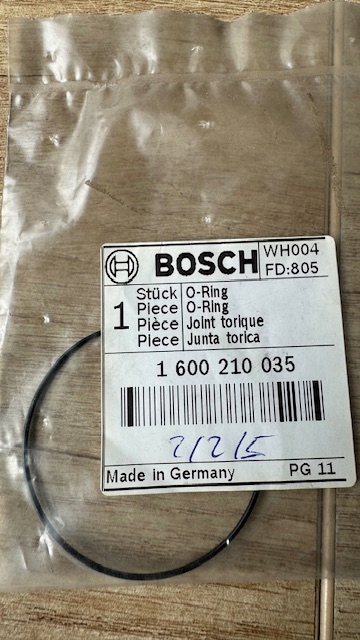 BOSCH
WH004
FD:805
1
Stück O-Ring
Piece O-Ring
Pièce Joint torique
Piece Junta torica
1 600 210 035
2/2/5
Made in Germany PG 11